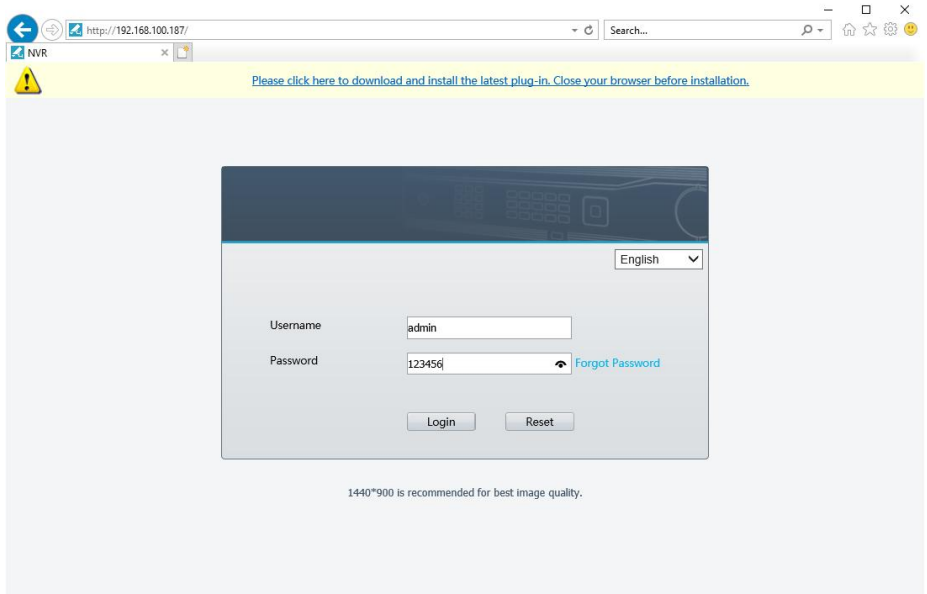 http://192.168.100.187/
Search...
NVR
Please click here to download and install the latest plug-in. Close your browser before installation.
English
Username
admin
Password
123456
Forgot Password
Login
Reset
1440*900 is recommended for best image quality.